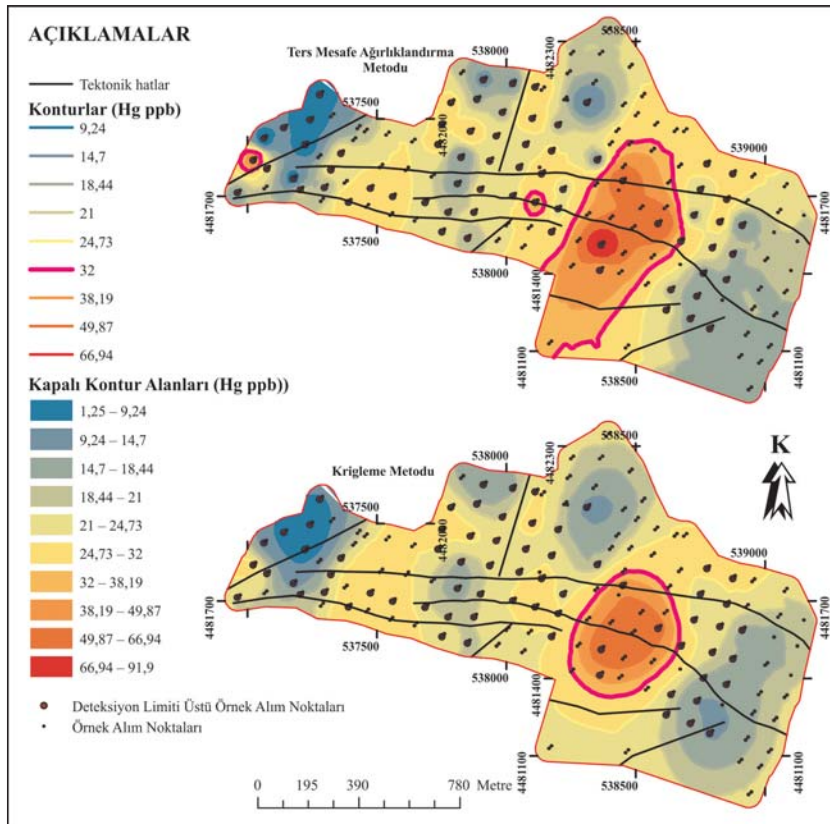 AÇIKLAMALAR
Tektonik hatlar
Konturlar (Hg ppb)
9,24
14,7
18,44
21
24,73
32
38,19
49,87
66,94
Kapalı Kontur Alanları (Hg ppb))
1,25 – 9,24
9,24 – 14,7
14,7 – 18,44
18,44 – 21
21 – 24,73
24,73 – 32
32 – 38,19
38,19 – 49,87
49,87 – 66,94
66,94 – 91,9
Deteksiyon Limiti Üstü Örnek Alım Noktaları
Örnek Alım Noktaları
Ters Mesafe Ağırlıklandırma
Metodu
538000
4482300
538500
537500
4482000
539000
4481700
4481700
537500
538000
4481400
4481400
538500
4481100
4481100
Krigleme Metodu
538000
4482300
538500
K
537500
4482000
539000
4481700
4481700
537500
538000
4481400
4481400
538500
4481100
4481100
0 195 390 780 Metre